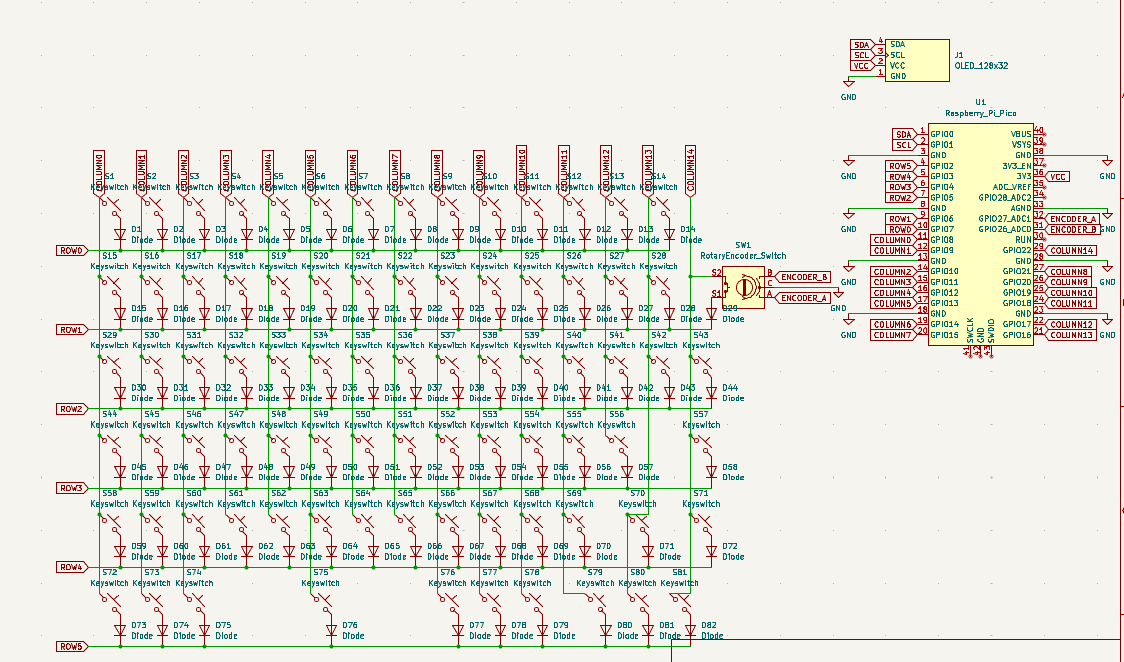 SDA 4 SDA
SCL 3 SCL
VCC 2 VCC
1 GND
J1
OLED_128x32
GND
U1
Raspberry_Pi_Pico
SDA 1 GPIO0 VBUS 40
SCL 2 GPIO1 VSYS 39
3 GND GND 38
ROW5 4 GPIO2 3V3_EN 37
ROW4 5 GPIO3 3V3 36 VCC
ROW3 6 GPIO4 ADC_VREF 35
ROW2 7 GPIO5 GPIO28_ADC2 34
8 GND AGND 33
ROW1 9 GPIO6 GPIO27_ADC1 32 ENCODER_A
ROW0 10 GPIO7 GPIO26_ADC0 31 ENCODER_B
COLUMN0 11 GPIO8 RUN 30
COLUMN1 12 GPIO9 GPIO22 29 COLUMN14
13 GND GND 28
COLUMN2 14 GPIO10 GPIO21 27 COLUMN8
COLUMN3 15 GPIO11 GPIO20 26 COLUMN9
COLUMN4 16 GPIO12 GPIO19 25 COLUMN10
COLUMN5 17 GPIO13 GPIO18 24 COLUMN11
18 GND GND 23
COLUMN6 19 GPIO14 GPIO17 22 COLUMN12
COLUMN7 20 GPIO15 GPIO16 21 COLUMN13
SWCLK GND SWDIO
41 42 43
GND GND
GND GND
GND GND
GND GND
COLUMN0 COLUMN1 COLUMN2 COLUMN3 COLUMN4 COLUMN5 COLUMN6 COLUMN7 COLUMN8 COLUMN9 COLUMN10 COLUMN11 COLUMN12 COLUMN13 COLUMN14
S1 S2 S3 S4 S5 S6 S7 S8 S9 S10 S11 S12 S13 S14
Keyswitch Keyswitch Keyswitch Keyswitch Keyswitch Keyswitch Keyswitch Keyswitch Keyswitch Keyswitch Keyswitch Keyswitch Keyswitch Keyswitch
D1 D2 D3 D4 D5 D6 D7 D8 D9 D10 D11 D12 D13 D14
Diode Diode Diode Diode Diode Diode Diode Diode Diode Diode Diode Diode Diode Diode
ROW0
S15 S16 S17 S18 S19 S20 S21 S22 S23 S24 S25 S26 S27 S28
Keyswitch Keyswitch Keyswitch Keyswitch Keyswitch Keyswitch Keyswitch Keyswitch Keyswitch Keyswitch Keyswitch Keyswitch Keyswitch Keyswitch
SW1
RotaryEncoder_Switch
S2 B ENCODER_B
C
S1 A ENCODER_A
GND
D15 D16 D17 D18 D19 D20 D21 D22 D23 D24 D25 D26 D27 D28 D29
Diode Diode Diode Diode Diode Diode Diode Diode Diode Diode Diode Diode Diode Diode Diode
ROW1
S29 S30 S31 S32 S33 S34 S35 S36 S37 S38 S39 S40 S41 S42 S43
Keyswitch Keyswitch Keyswitch Keyswitch Keyswitch Keyswitch Keyswitch Keyswitch Keyswitch Keyswitch Keyswitch Keyswitch Keyswitch Keyswitch Keyswitch
D30 D31 D32 D33 D34 D35 D36 D37 D38 D39 D40 D41 D42 D43 D44
Diode Diode Diode Diode Diode Diode Diode Diode Diode Diode Diode Diode Diode Diode Diode
ROW2
S44 S45 S46 S47 S48 S49 S50 S51 S52 S53 S54 S55 S56 S57
Keyswitch Keyswitch Keyswitch Keyswitch Keyswitch Keyswitch Keyswitch Keyswitch Keyswitch Keyswitch Keyswitch Keyswitch Keyswitch Keyswitch
D45 D46 D47 D48 D49 D50 D51 D52 D53 D54 D55 D56 D57 D58
Diode Diode Diode Diode Diode Diode Diode Diode Diode Diode Diode Diode Diode Diode
ROW3
S58 S59 S60 S61 S62 S63 S64 S65 S66 S67 S68 S69 S70 S71
Keyswitch Keyswitch Keyswitch Keyswitch Keyswitch Keyswitch Keyswitch Keyswitch Keyswitch Keyswitch Keyswitch Keyswitch Keyswitch Keyswitch
D59 D60 D61 D62 D63 D64 D65 D66 D67 D68 D69 D70 D71 D72
Diode Diode Diode Diode Diode Diode Diode Diode Diode Diode Diode Diode Diode Diode
ROW4
S72 S73 S74 S75 S76 S77 S78 S79 S80 S81
Keyswitch Keyswitch Keyswitch Keyswitch Keyswitch Keyswitch Keyswitch Keyswitch Keyswitch Keyswitch
D73 D74 D75 D76 D77 D78 D79 D80 D81 D82
Diode Diode Diode Diode Diode Diode Diode Diode Diode Diode
ROW5